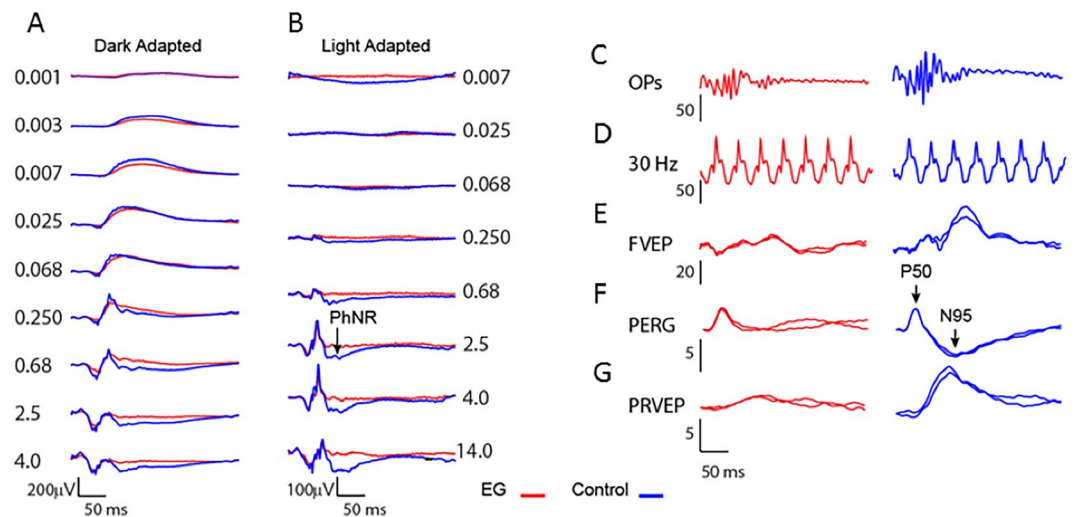 A
Dark Adapted
0.001
0.003
0.007
0.025
0.068
0.250
0.68
2.5
4.0
200µV
50 ms
B
Light Adapted
0.007
0.025
0.068
0.250
0.68
PhNR
2.5
4.0
14.0
100µV
50 ms
EG
Control
C
OPs
50
D
30 Hz
50
E
FVEP
20
F
P50
N95
PERG
5
G
PRVEP
5
50 ms